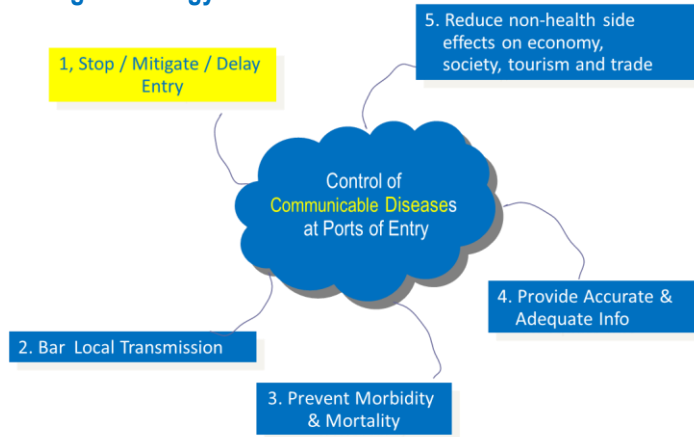 5. Reduce non-health side
effects on economy,
society, tourism and trade
1, Stop / Mitigate / Delay
Entry
Control of
Communicable Diseases
at Ports of Entry
4. Provide Accurate &
Adequate Info
2. Bar Local Transmission
3. Prevent Morbidity
& Mortality